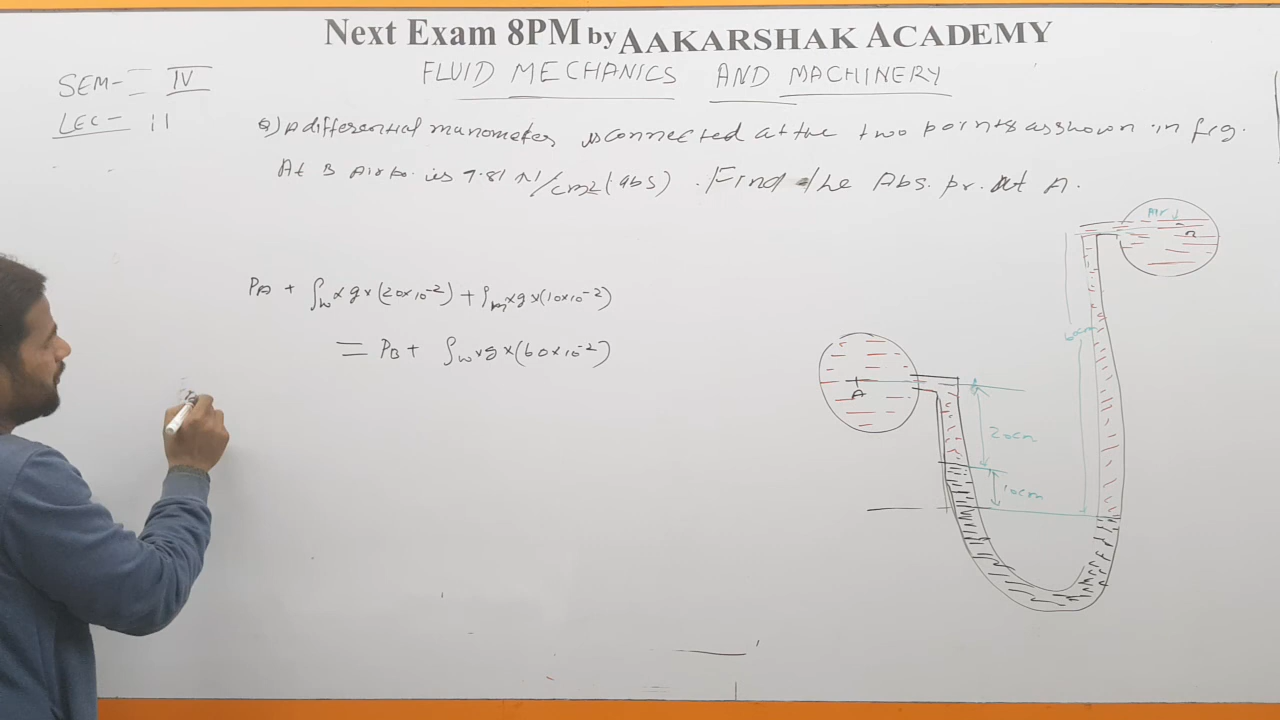 Next Exam 8PM by AAKARSHAK ACADEMY
FLUID MECHANICS AND MACHINERY
SEM- IV
LEC- 11
Q) A differential manometer is connected at the two points as shown in fig.
At B Air pr. is 9.81 N/cm2 (abs). Find the Abs. pr. at A.
PA + ρw×g×(20×10-2) + ρm×g×(10×10-2)
= PB + ρw×g×(60×10-2)
Air
60cm
A
20cm
10cm